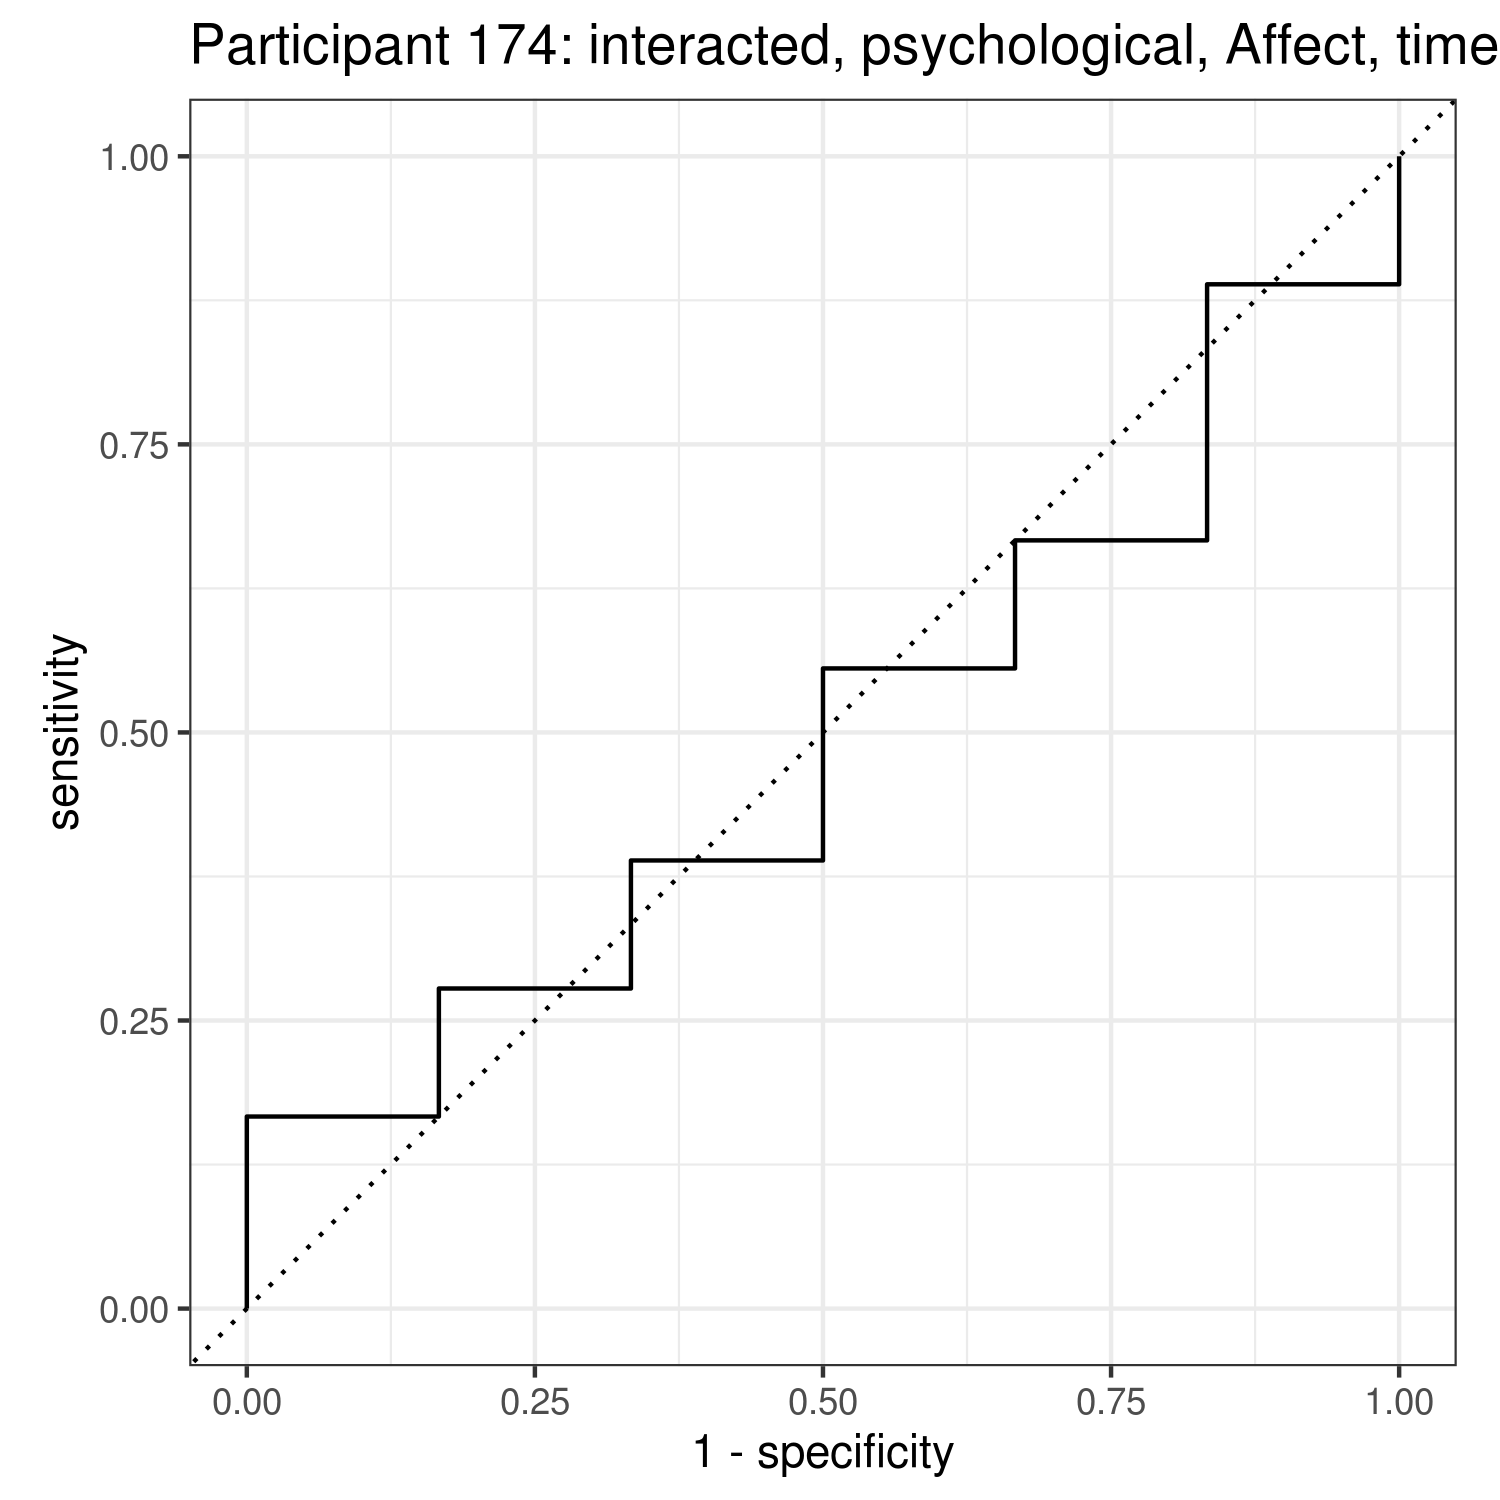 Participant 174: interacted, psychological, Affect, time
1.00
0.75
0.50
0.25
0.00
sensitivity
0.00 0.25 0.50 0.75 1.00
1 - specificity